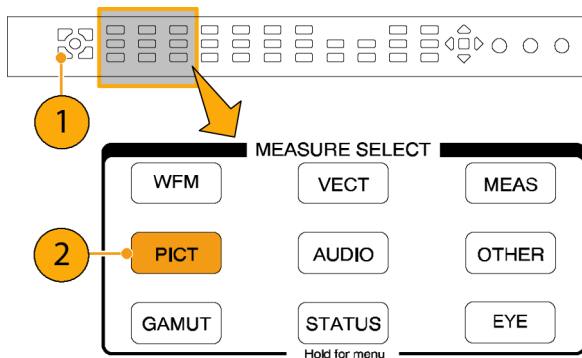 1
MEASURE SELECT
WFM VECT MEAS
2 PICT AUDIO OTHER
GAMUT STATUS EYE
Hold for menu